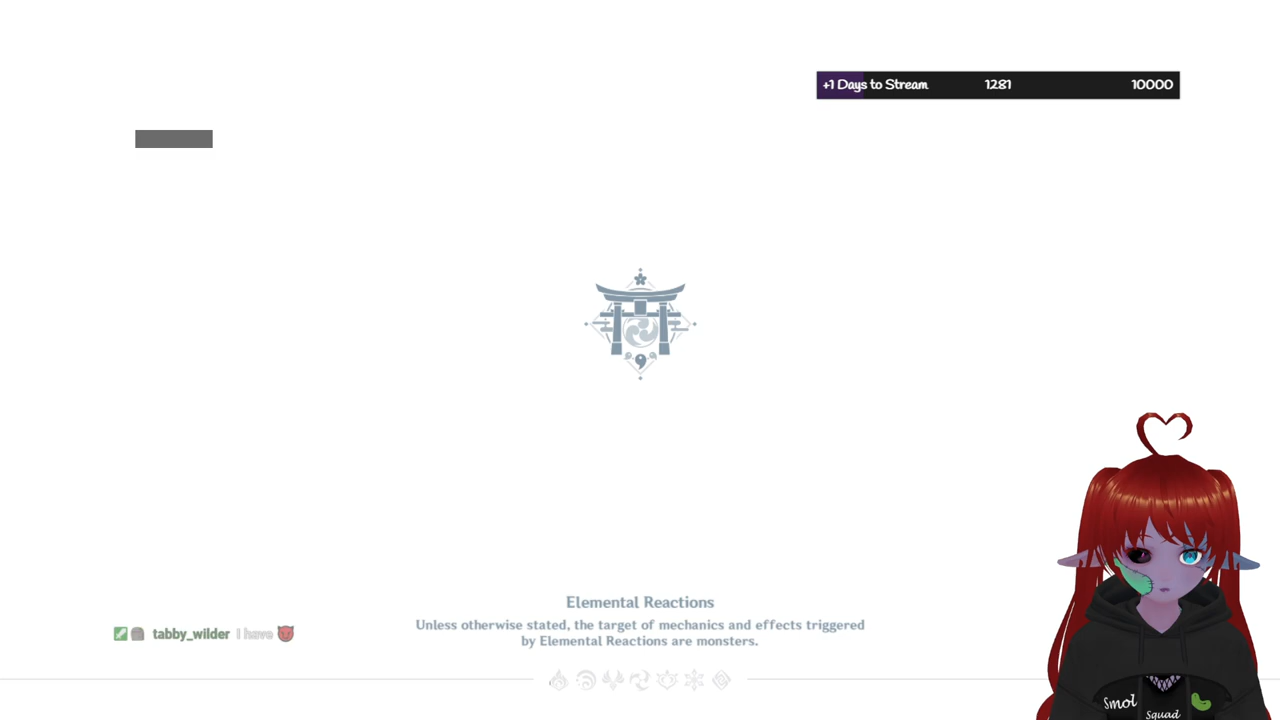 +1 Days to Stream 1281 10000
Elemental Reactions
Unless otherwise stated, the target of mechanics and effects triggered
by Elemental Reactions are monsters.
tabby_wilder I have
Smol
Squad